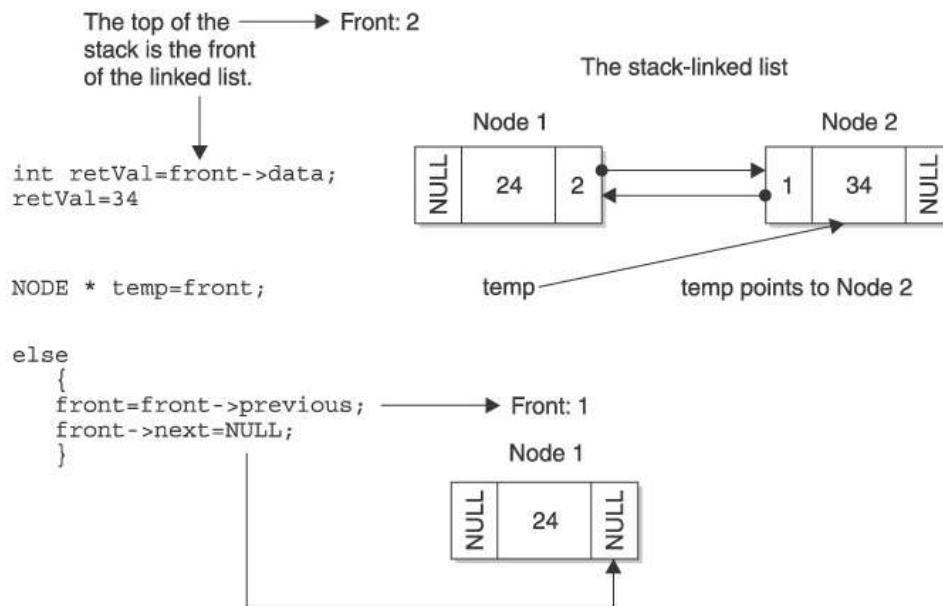 The top of the
stack is the front
of the linked list.
Front: 2
The stack-linked list
Node 1
Node 2
int retVal=front->data;
retVal=34
NULL 24 2
1 34 NULL
NODE * temp=front;
temp
temp points to Node 2
else
{
front=front->previous;
Front: 1
front->next=NULL;
}
Node 1
NULL 24 NULL